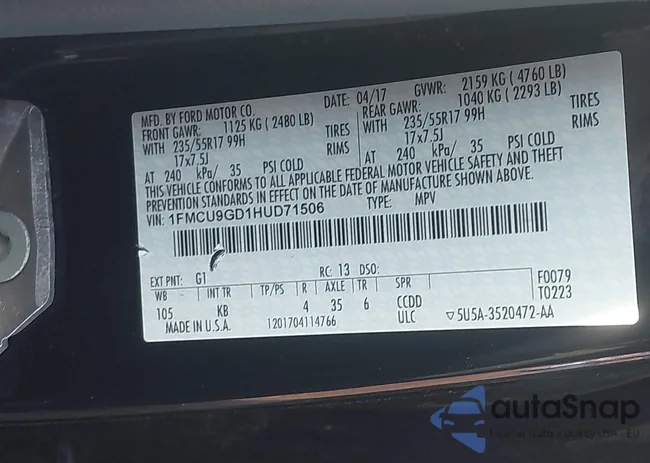 MFD. BY FORD MOTOR CO. DATE: 04/17 GVWR: 2159 KG ( 4760 LB)
FRONT GAWR: 1125 KG ( 2480 LB) REAR GAWR: 1040 KG ( 2293 LB)
WITH 235/55R17 99H TIRES WITH 235/55R17 99H TIRES
17x7.5J RIMS 17x7.5J RIMS
AT 240 kPa/ 35 PSI COLD AT 240 kPa/ 35 PSI COLD
THIS VEHICLE CONFORMS TO ALL APPLICABLE FEDERAL MOTOR VEHICLE SAFETY AND THEFT
PREVENTION STANDARDS IN EFFECT ON THE DATE OF MANUFACTURE SHOWN ABOVE.
VIN: 1FMCU9GD1HUD71506 TYPE: MPV
EXT PNT: G1 RC: 13 DSO: F0079
WB INT TR TP/PS R AXLE TR SPR T0223
105 KB 4 35 6 CCDD
MADE IN U.S.A. 1201704114766 ULC ▽5U5A-3520472-AA
autoSnap